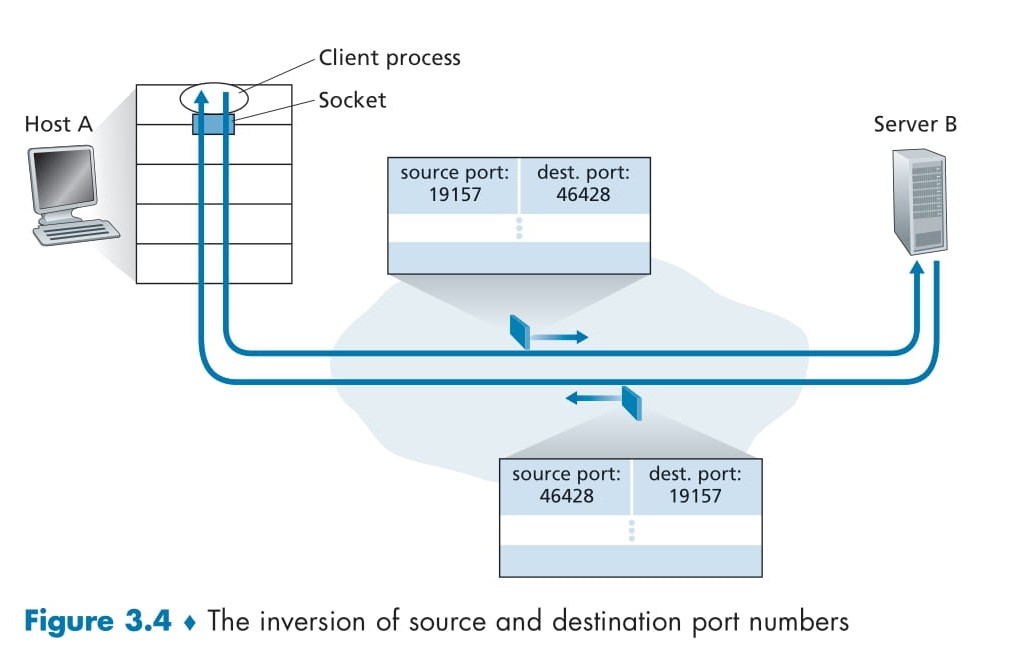 Client process
Socket
Host A
Server B
source port: dest. port:
19157 46428
source port: dest. port:
46428 19157
Figure 3.4 ♦ The inversion of source and destination port numbers